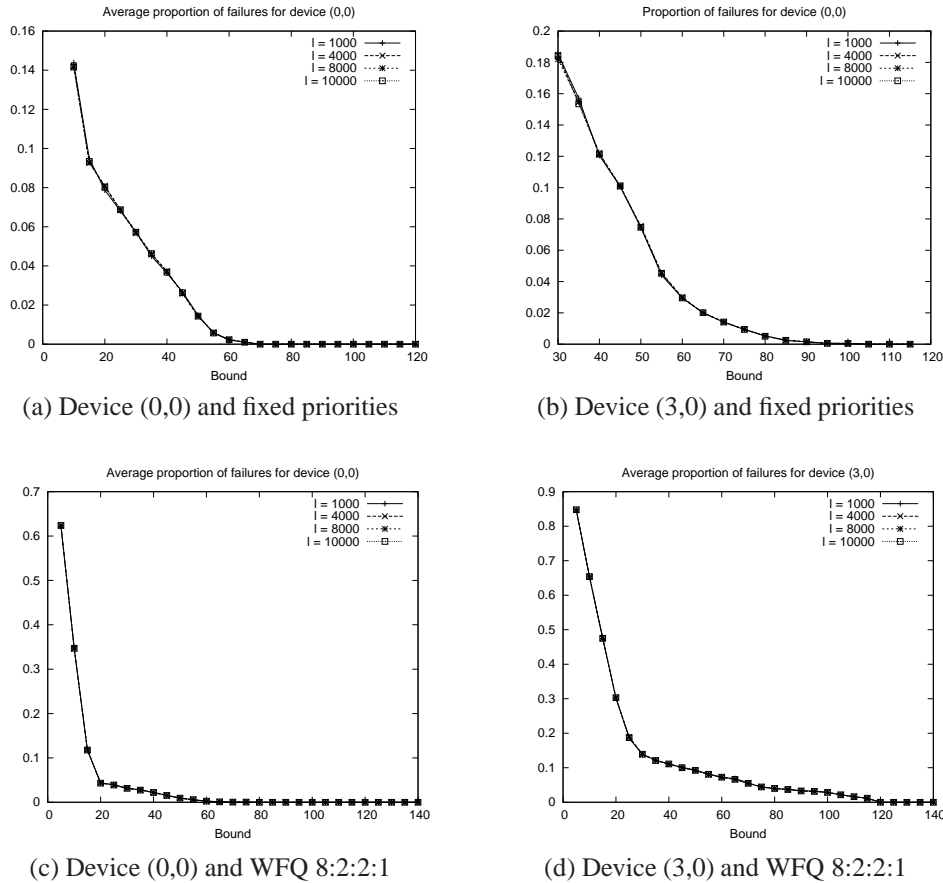 Average proportion of failures for device (0,0)
0.16
0.14
0.12
0.1
0.08
0.06
0.04
0.02
0
0 20 40 60 80 100 120
Bound
l = 1000
l = 4000
l = 8000
l = 10000
(a) Device (0,0) and fixed priorities
Proportion of failures for device (0,0)
0.2
0.18
0.16
0.14
0.12
0.1
0.08
0.06
0.04
0.02
0
30 40 50 60 70 80 90 100 110 120
Bound
l = 1000
l = 4000
l = 8000
l = 10000
(b) Device (3,0) and fixed priorities
Average proportion of failures for device (0,0)
0.7
0.6
0.5
0.4
0.3
0.2
0.1
0
0 20 40 60 80 100 120 140
Bound
l = 1000
l = 4000
l = 8000
l = 10000
(c) Device (0,0) and WFQ 8:2:2:1
Average proportion of failures for device (3,0)
0.9
0.8
0.7
0.6
0.5
0.4
0.3
0.2
0.1
0
0 20 40 60 80 100 120 140
Bound
l = 1000
l = 4000
l = 8000
l = 10000
(d) Device (3,0) and WFQ 8:2:2:1